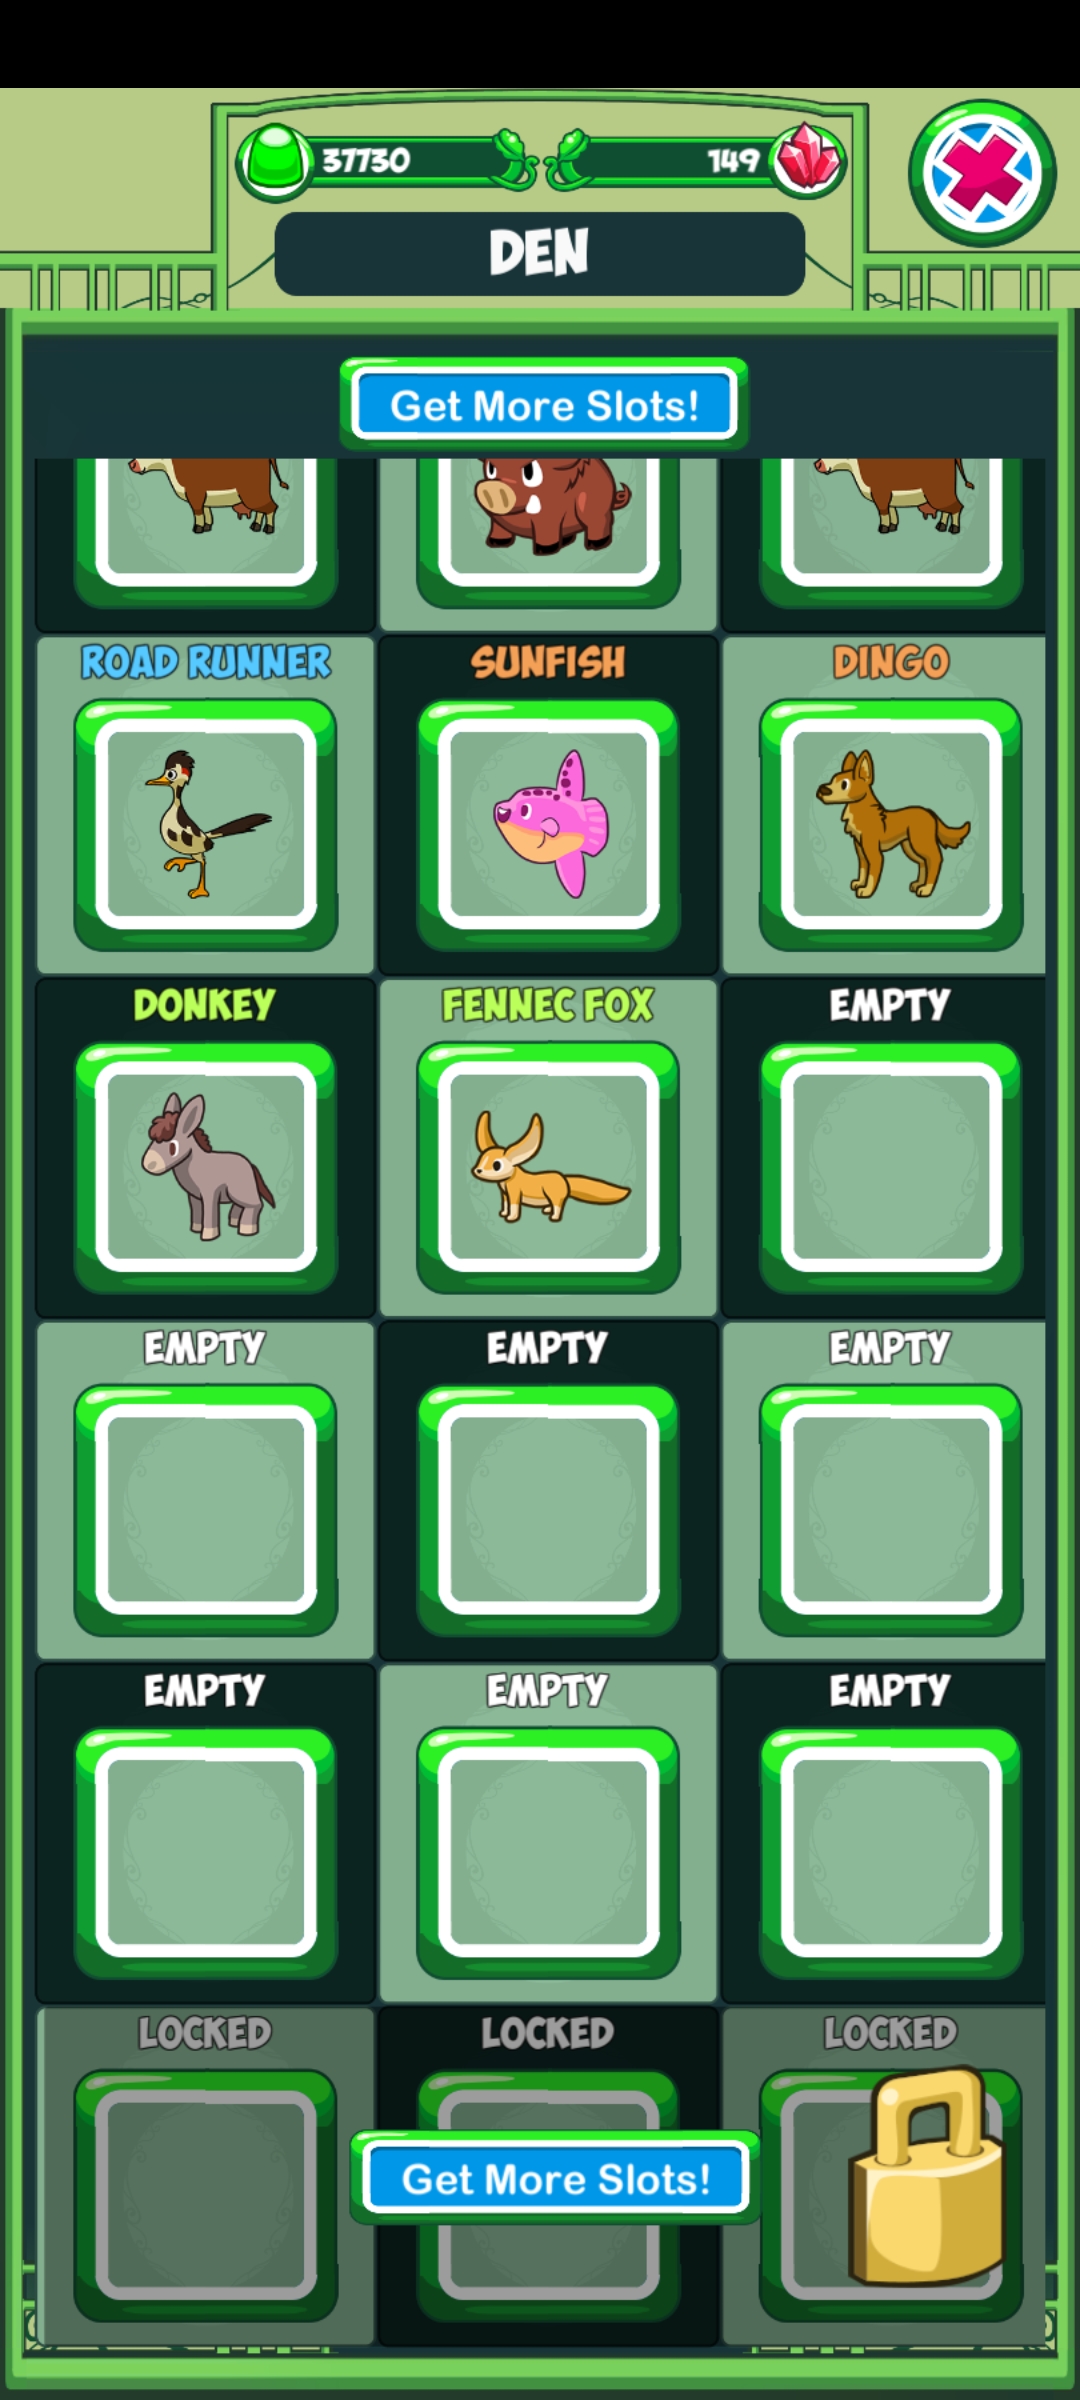 37730
149
DEN
Get More Slots!
ROAD RUNNER
SUNFISH
DINGO
DONKEY
FENNEC FOX
EMPTY
EMPTY
EMPTY
EMPTY
EMPTY
EMPTY
EMPTY
LOCKED
LOCKED
LOCKED
Get More Slots!